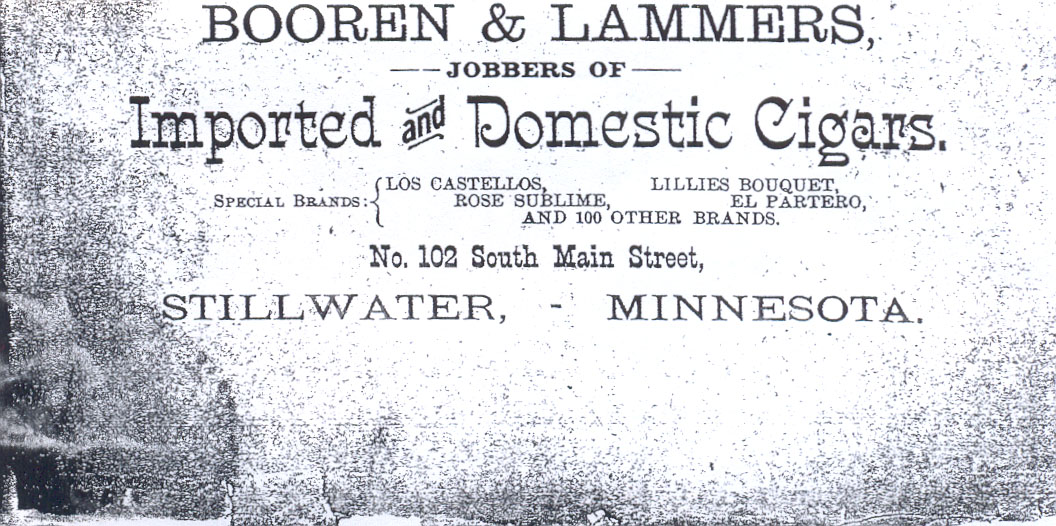 BOOREN & LAMMERS,
JOBBERS OF
Imported and Domestic Cigars.
SPECIAL BRANDS: { LOS CASTELLOS, LILLIES BOUQUET,
ROSE SUBLIME, EL PARTERO,
AND 100 OTHER BRANDS.
No. 102 South Main Street,
STILLWATER, - MINNESOTA.